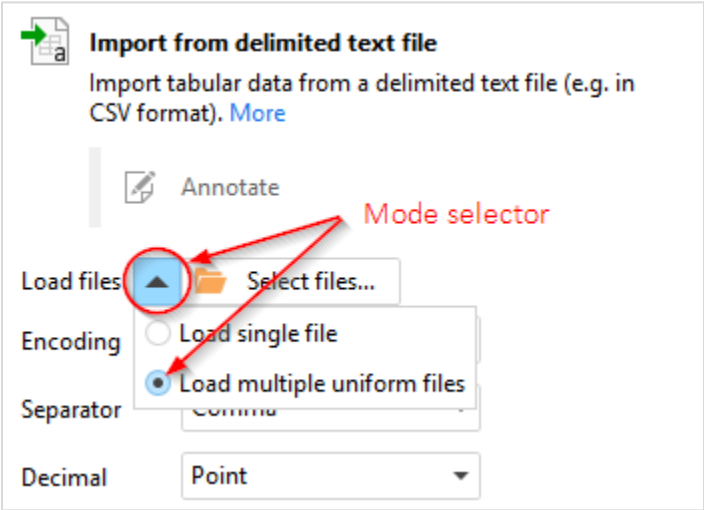 a
Import from delimited text file
Import tabular data from a delimited text file (e.g. in
CSV format). More
Annotate
Mode selector
Load files
Select files...
Load single file
Encoding
Load multiple uniform files
Separator
Comma
Decimal
Point